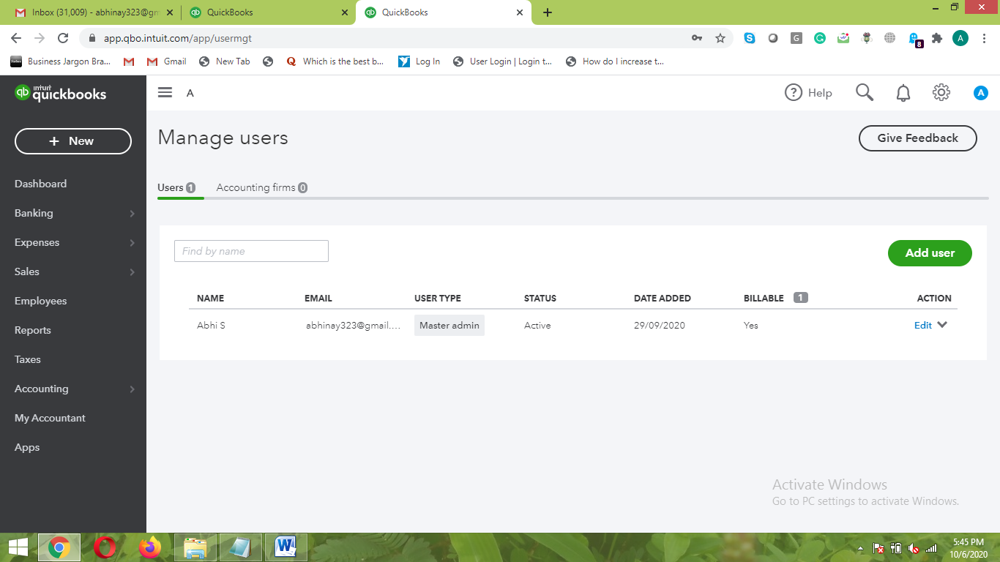 Inbox (31,009) - abhinay323@gm
QuickBooks
QuickBooks
app.qbo.intuit.com/app/usermgt
8
A
Business Jargon Bra...
Gmail
New Tab
Which is the best b...
Log In
User Login | Login t...
How do I increase t...
intuit
quickbooks
A
Help
A
+ New
Manage users
Give Feedback
Dashboard
Banking
Expenses
Sales
Employees
Reports
Taxes
Accounting
My Accountant
Apps
Users 1
Accounting firms 0
Find by name
Add user
NAME EMAIL USER TYPE STATUS DATE ADDED BILLABLE 1 ACTION
Abhi S abhinay323@gmail.... Master admin Active 29/09/2020 Yes Edit
Activate Windows
Go to PC settings to activate Windows.
5:45 PM
10/6/2020